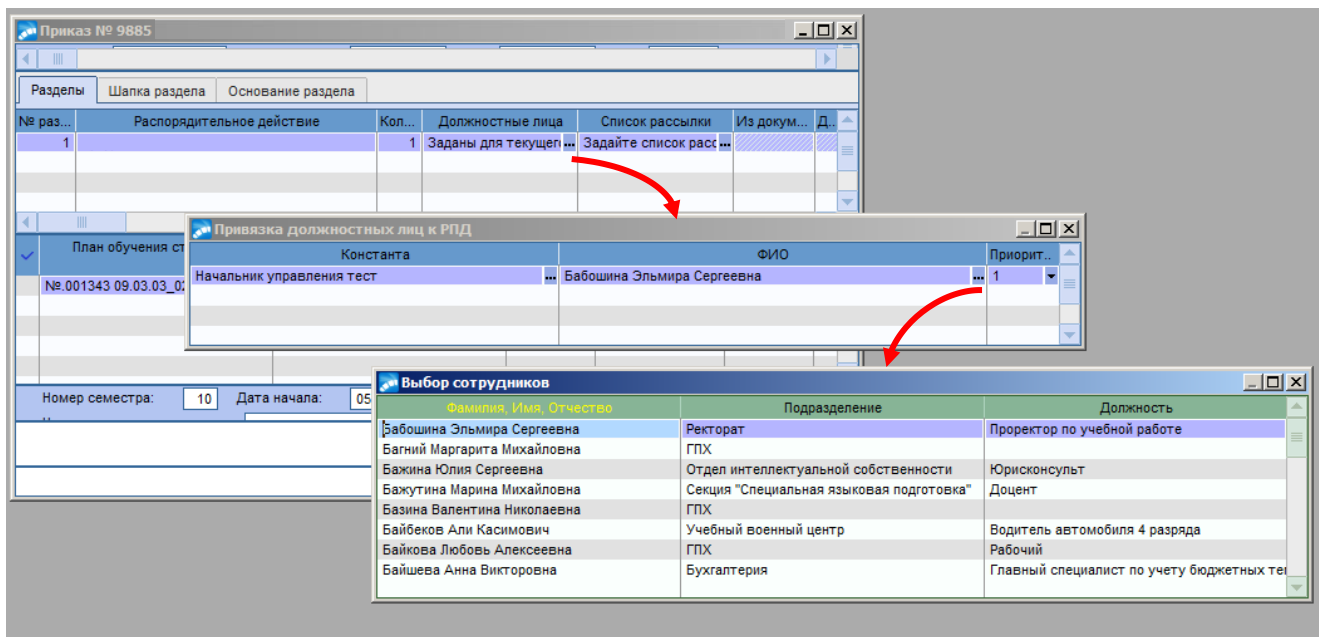 Приказ № 9885
Разделы Шапка раздела Основание раздела
№ раз... Распорядительное действие Кол... Должностные лица Список рассылки Из докум... Д..
1 1 Заданы для текущег ... Задайте список расс ...
Привязка должностных лиц к РПД
План обучения ст
Константа ФИО Приорит..
№.001343 09.03.03_02
Начальник управления тест ... Бабошина Эльмира Сергеевна ... 1
Выбор сотрудников
Номер семестра: 10 Дата начала: 05
Фамилия, Имя, Отчество Подразделение Должность
Бабошина Эльмира Сергеевна Ректорат Проректор по учебной работе
Багний Маргарита Михайловна ГПХ
Бажина Юлия Сергеевна Отдел интеллектуальной собственности Юрисконсульт
Бажутина Марина Михайловна Секция "Специальная языковая подготовка" Доцент
Базина Валентина Николаевна ГПХ
Байбеков Али Касимович Учебный военный центр Водитель автомобиля 4 разряда
Байкова Любовь Алексеевна ГПХ Рабочий
Байшева Анна Викторовна Бухгалтерия Главный специалист по учету бюджетных